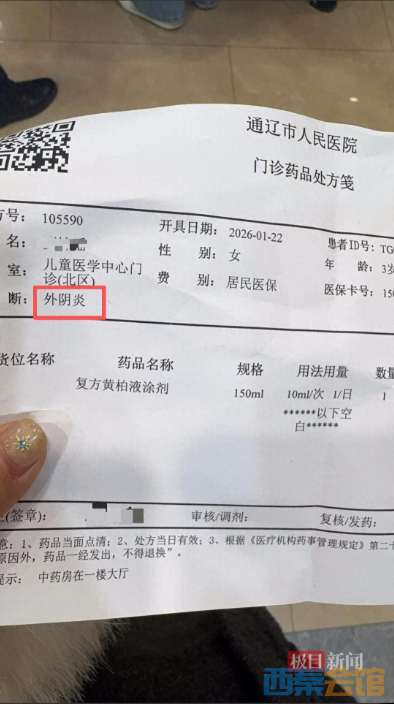 通辽市人民医院
门诊药品处方笺
方号: 105590
开具日期: 2026-01-22
患者ID号: TG
名:
性 别: 女
年 龄: 3岁
室: 儿童医学中心门诊(北区)
费 别: 居民医保
医保卡号: 150
断: 外阴炎
货位名称 药品名称 规格 用法用量 数量
复方黄柏液涂剂 150ml 10ml/次 1/日 1
******以下空
白******
(签章): 审核/调剂: 复核/发药:
意: 1、药品当面点清; 2、处方当日有效; 3、根据《医疗机构药事管理规定》第二十
原因外, 药品一经发出, 不得退换"。
提示: 中药房在一楼大厅
极目新闻
西秦会馆